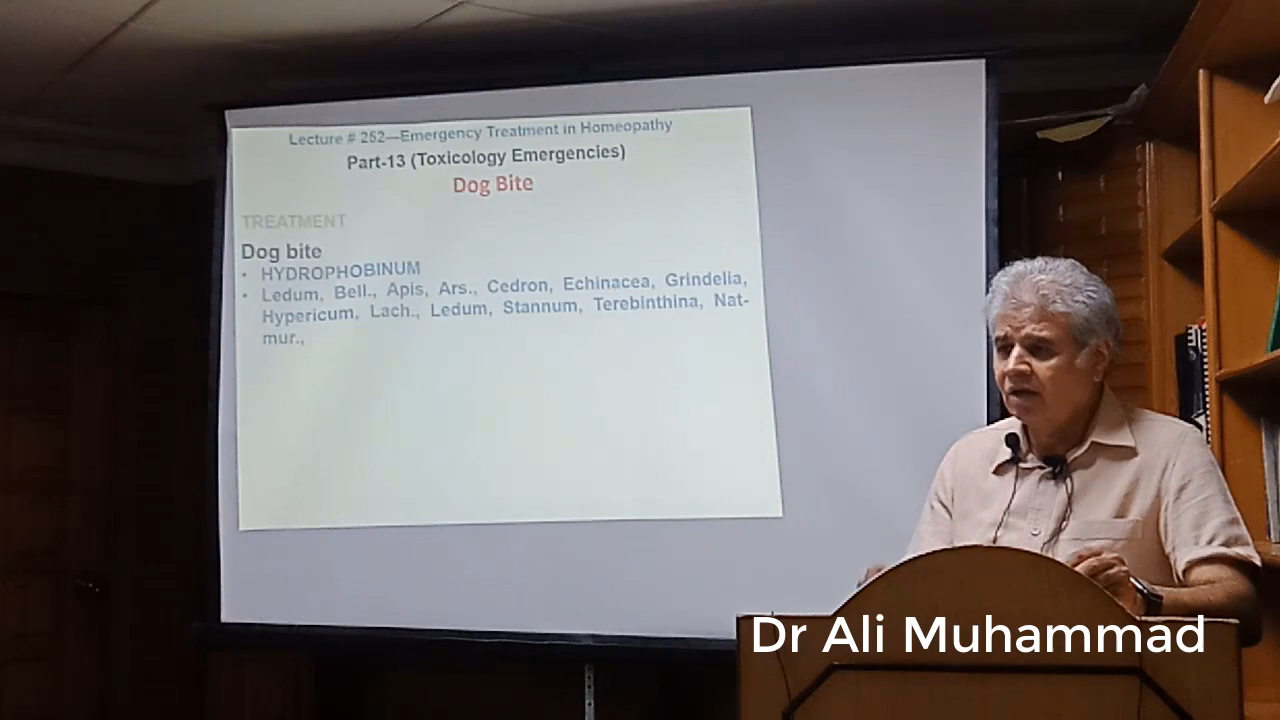 Lecture # 252—Emergency Treatment in Homeopathy
Part-13 (Toxicology Emergencies)
Dog Bite
TREATMENT
Dog bite
• HYDROPHOBINUM
• Ledum, Bell., Apis, Ars., Cedron, Echinacea, Grindelia,
Hypericum, Lach., Ledum, Stannum, Terebinthina, Nat-
mur.,
Dr Ali Muhammad